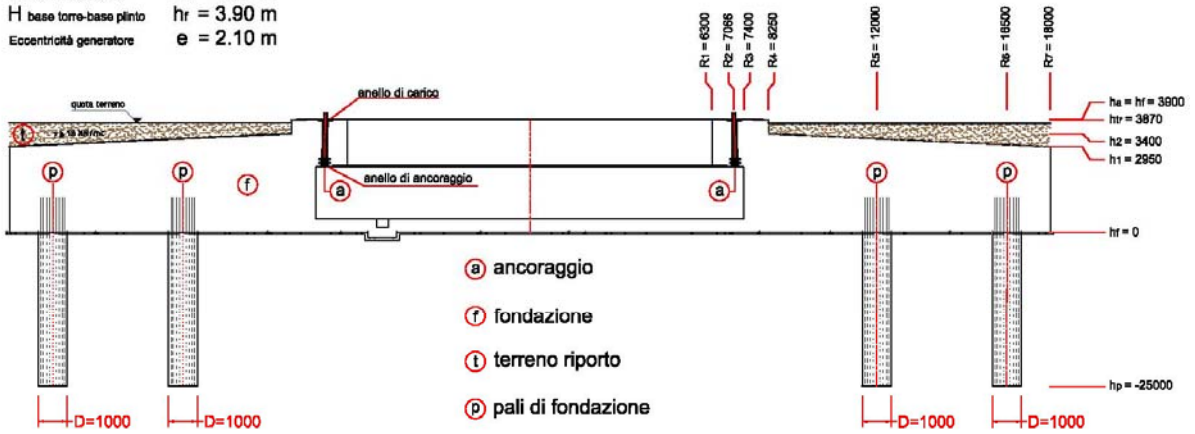 H base torre-base plinto hf = 3.90 m
Eccentricità generatore e = 2.10 m
R1 = 6300
R2 = 7066
R3 = 7400
R4 = 8250
R5 = 12000
R6 = 16500
R7 = 18000
quota terreno
anello di carico
anello di ancoraggio
t
p
p
f
a
a
p
p
ha = hf = 3900
htr = 3870
h2 = 3400
h1 = 2950
hf = 0
hp = -25000
a ancoraggio
f fondazione
t terreno riporto
p pali di fondazione
D=1000
D=1000
D=1000
D=1000